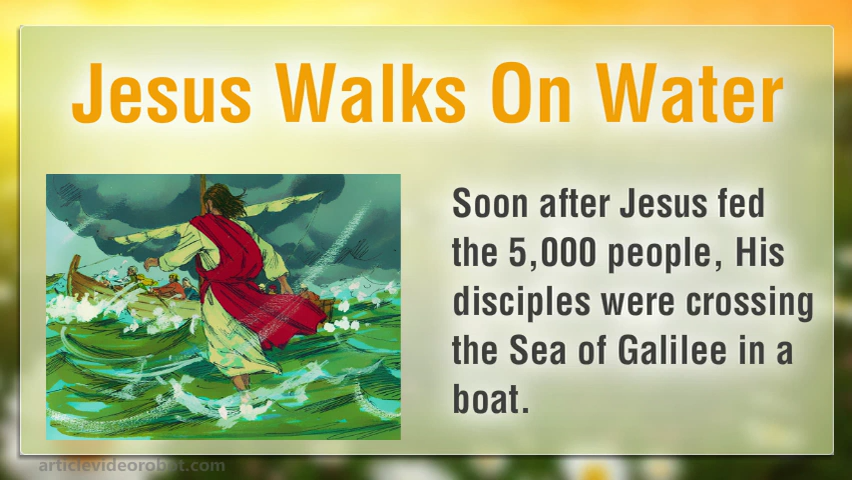 Jesus Walks On Water
Soon after Jesus fed
the 5,000 people, His
disciples were crossing
the Sea of Galilee in a
boat.
articlevideorobot.com